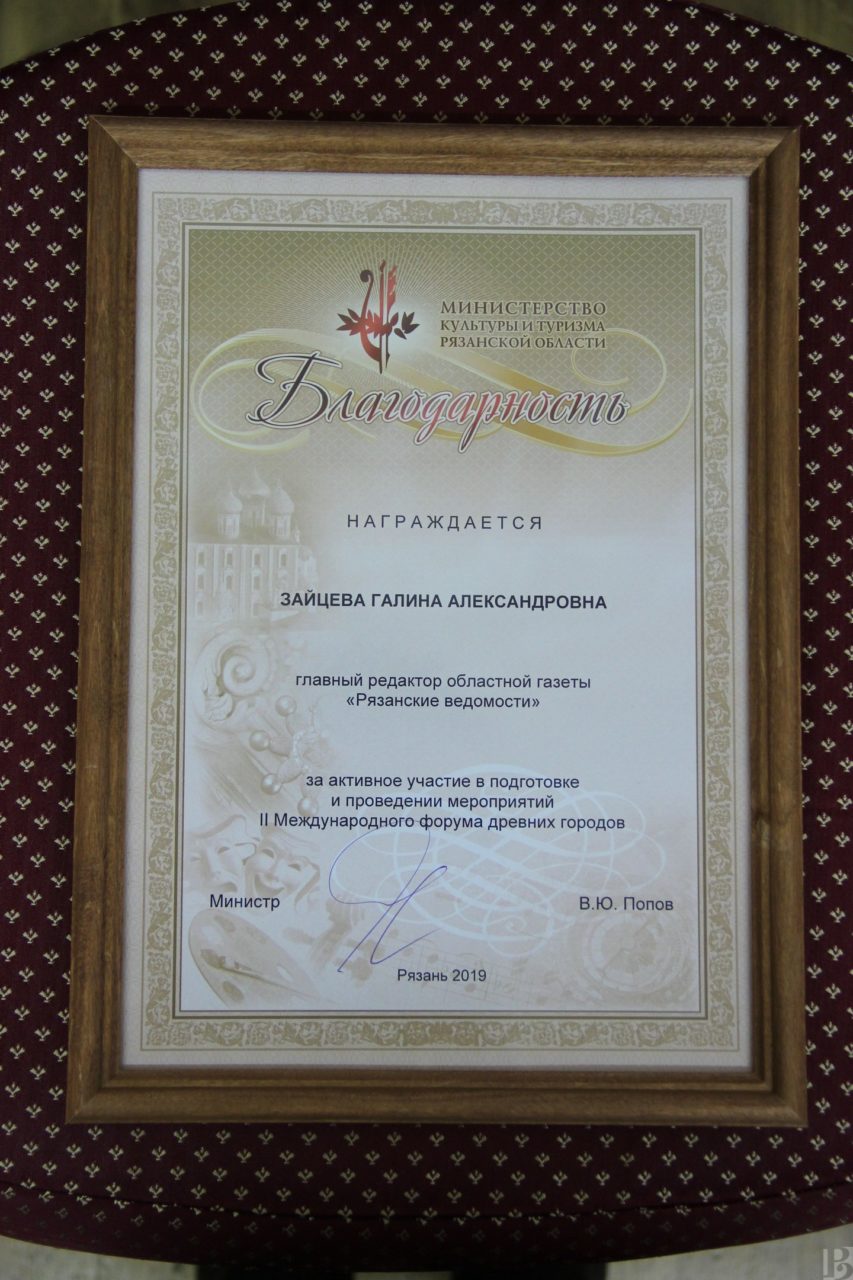 МИНИСТЕРСТВО
КУЛЬТУРЫ И ТУРИЗМА
РЯЗАНСКОЙ ОБЛАСТИ
Благодарность
НАГРАЖДАЕТСЯ
ЗАЙЦЕВА ГАЛИНА АЛЕКСАНДРОВНА
главный редактор областной газеты
«Рязанские ведомости»
за активное участие в подготовке
и проведении мероприятий
II Международного форума древних городов
Министр В.Ю. Попов
Рязань 2019